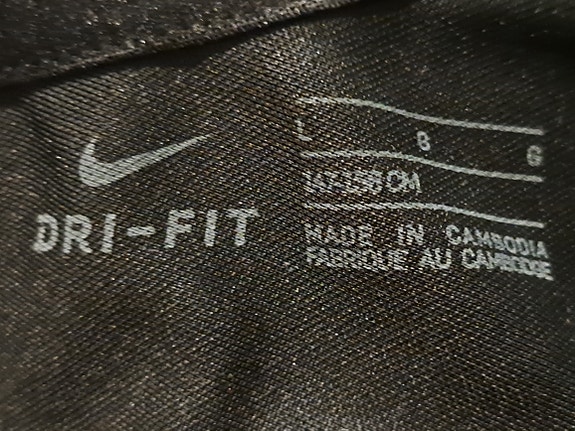 DRI-FIT
L G G
147-158 CM
MADE IN CAMBODIA
FABRIQUE AU CAMBODGE